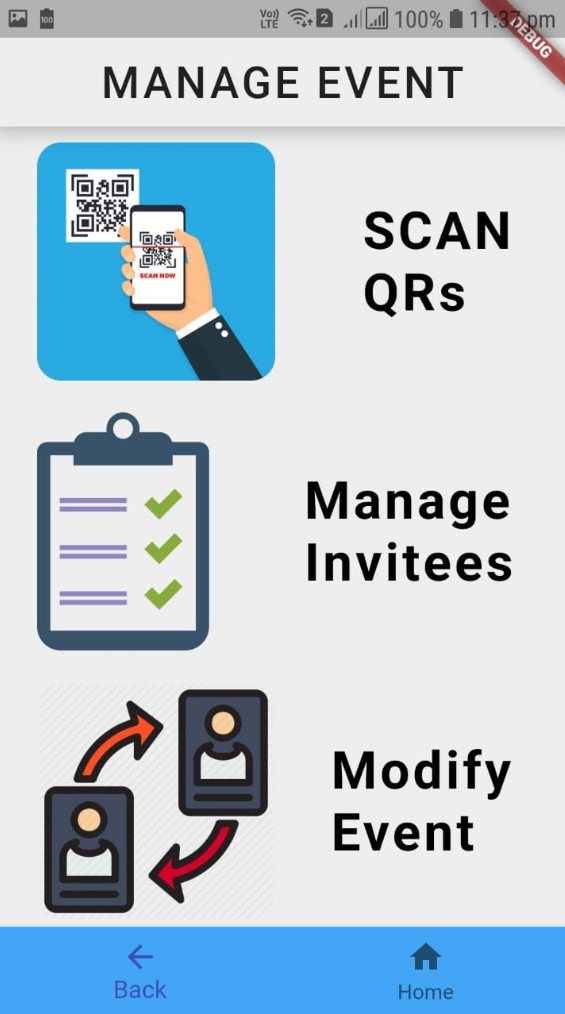 Vo))
LTE
2
100%
11:37 pm
100
DEBUG
MANAGE EVENT
SCAN NOW
SCAN
QRs
Manage
Invitees
Modify
Event
Back
Home